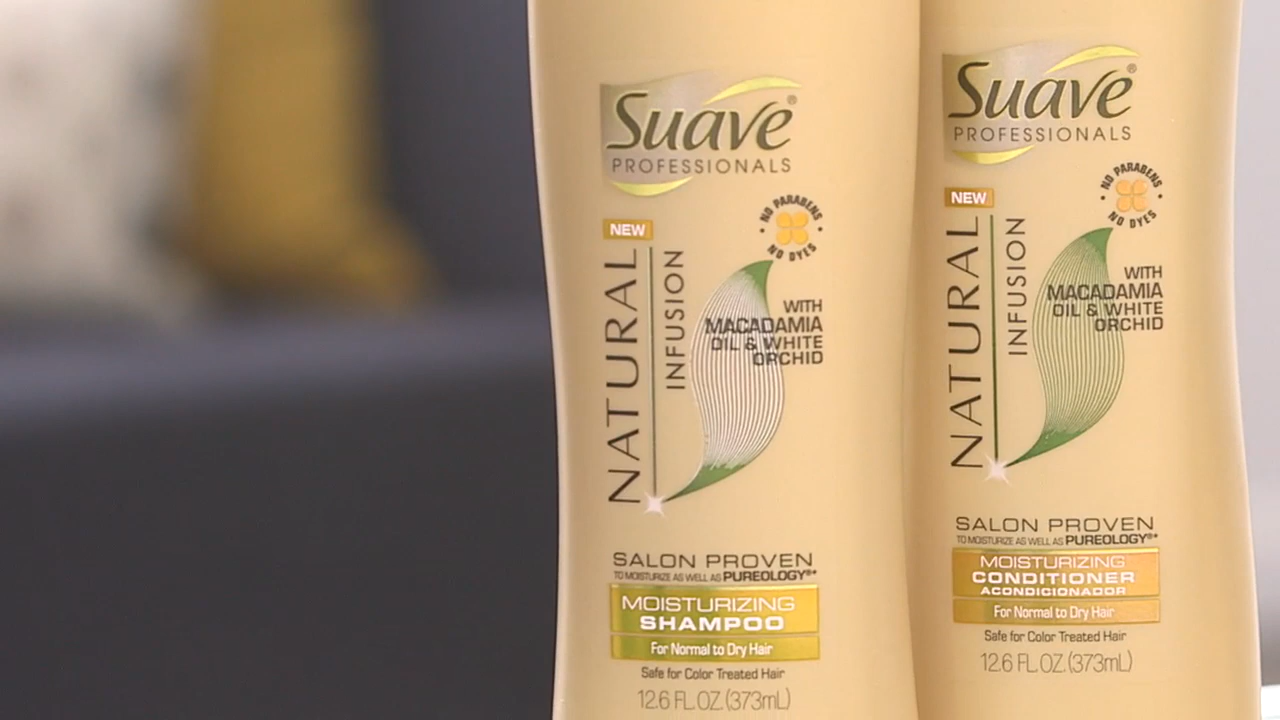 Suave®
PROFESSIONALS
NO PARABENS
NO DYES
NEW
NATURAL
INFUSION
WITH
MACADAMIA
OIL & WHITE
ORCHID
SALON PROVEN
TO MOISTURIZE AS WELL AS PUREOLOGY®*
MOISTURIZING
SHAMPOO
For Normal to Dry Hair
Safe for Color Treated Hair
12.6 FL.OZ.(373mL)
Suave®
PROFESSIONALS
NO PARABENS
NO DYES
NEW
NATURAL
INFUSION
WITH
MACADAMIA
OIL & WHITE
ORCHID
SALON PROVEN
TO MOISTURIZE AS WELL AS PUREOLOGY®*
MOISTURIZING
CONDITIONER
ACONDICIONADOR
For Normal to Dry Hair
Safe for Color Treated Hair
12.6 FL.OZ.(373mL)